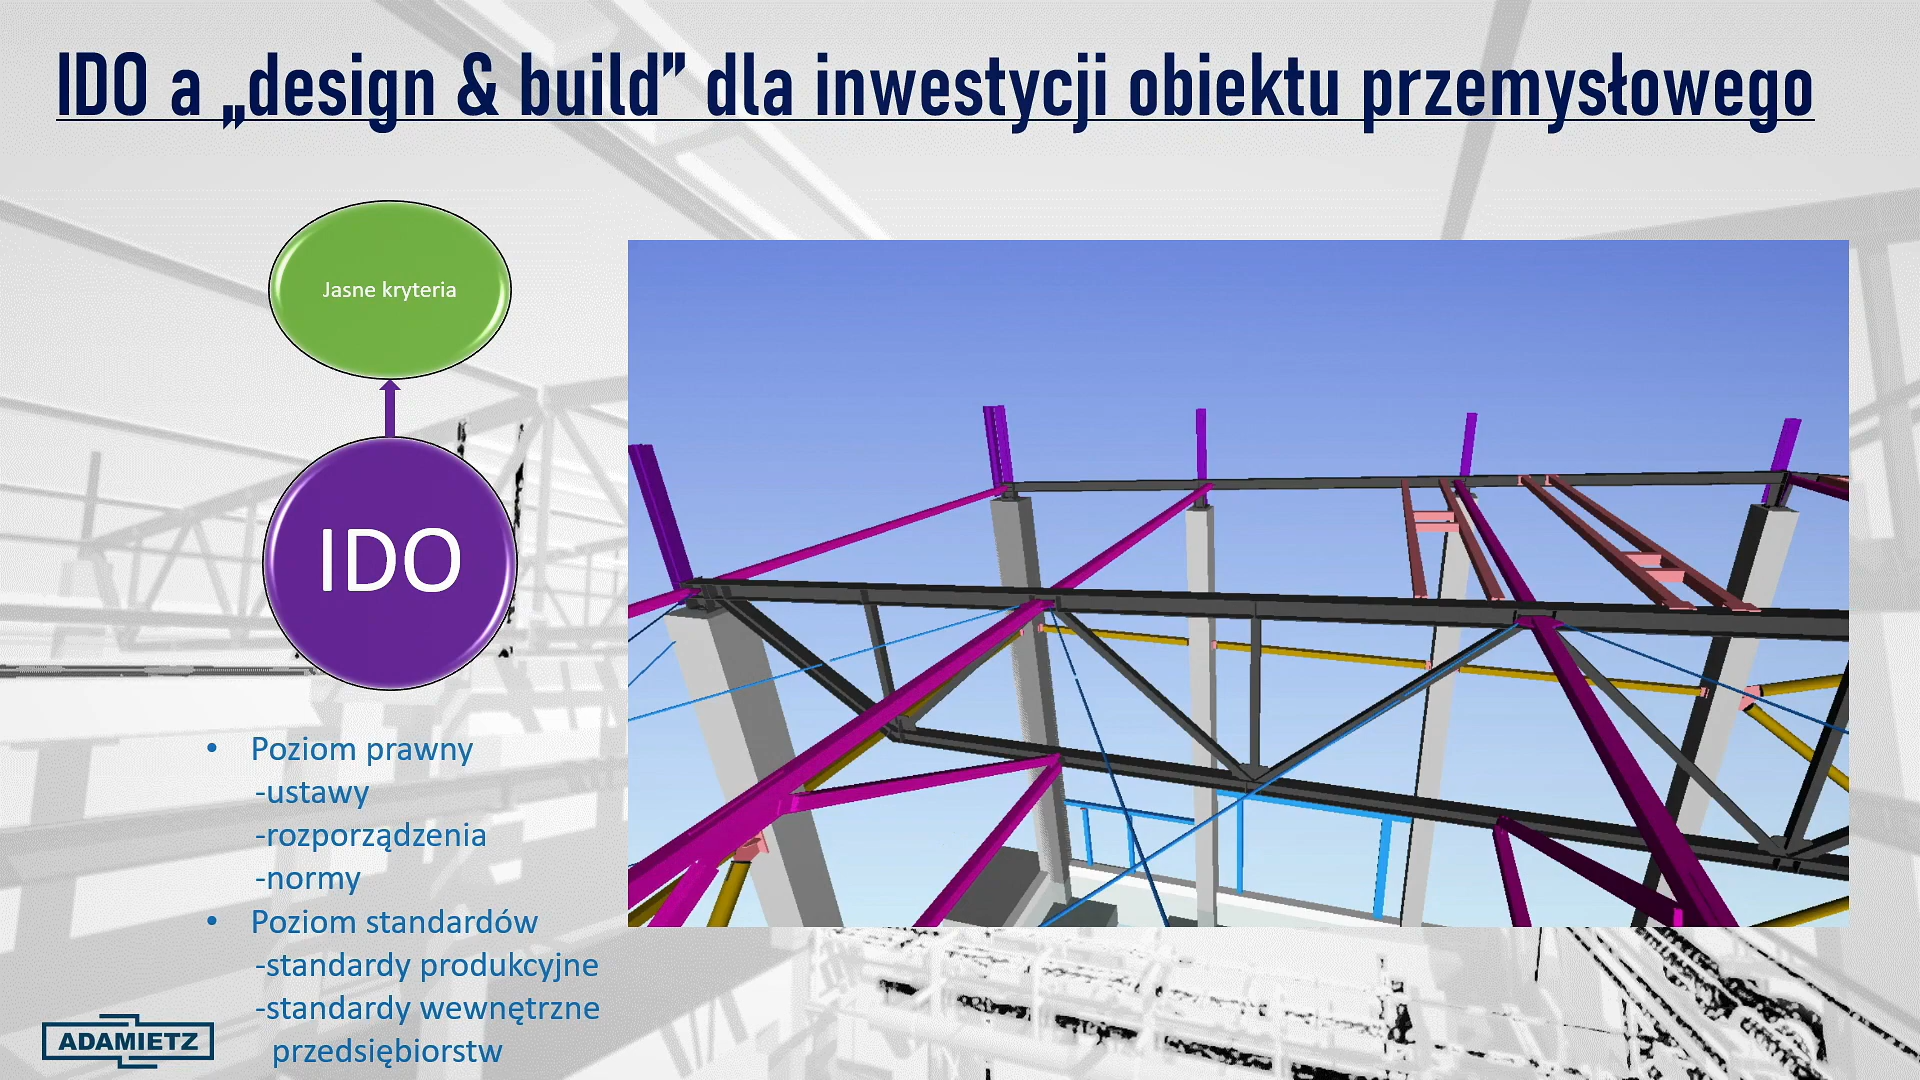 IDO a „design & build” dla inwestycji obiektu przemysłowego
Jasne kryteria
IDO
• Poziom prawny
-ustawy
-rozporządzenia
-normy
• Poziom standardów
-standardy produkcyjne
-standardy wewnętrzne
przedsiębiorstw
ADAMIETZ